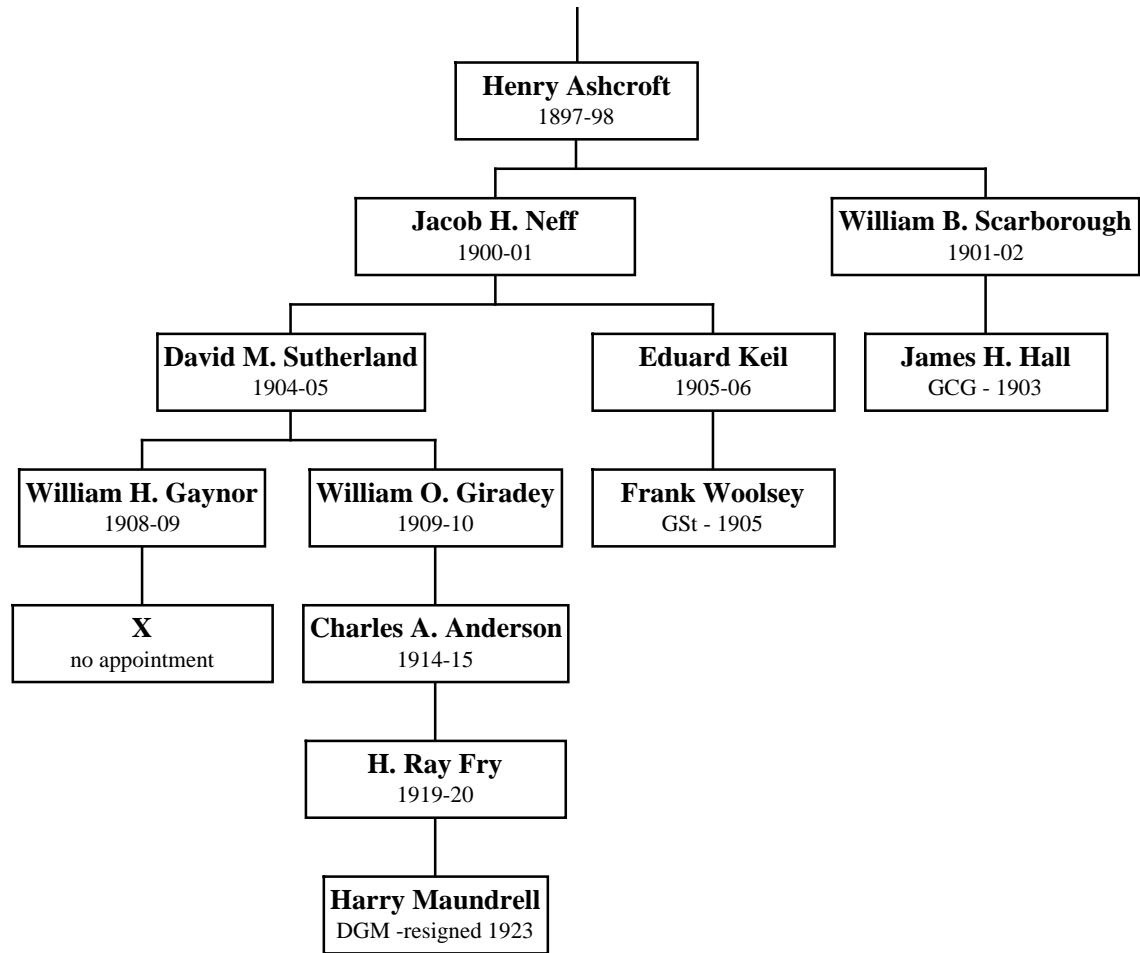 Henry Ashcroft
1897-98
Jacob H. Neff
1900-01
William B. Scarborough
1901-02
David M. Sutherland
1904-05
Eduard Keil
1905-06
James H. Hall
GCG - 1903
William H. Gaynor
1908-09
William O. Giradey
1909-10
Frank Woolsey
GSt - 1905
X
no appointment
Charles A. Anderson
1914-15
H. Ray Fry
1919-20
Harry Maundrell
DGM -resigned 1923